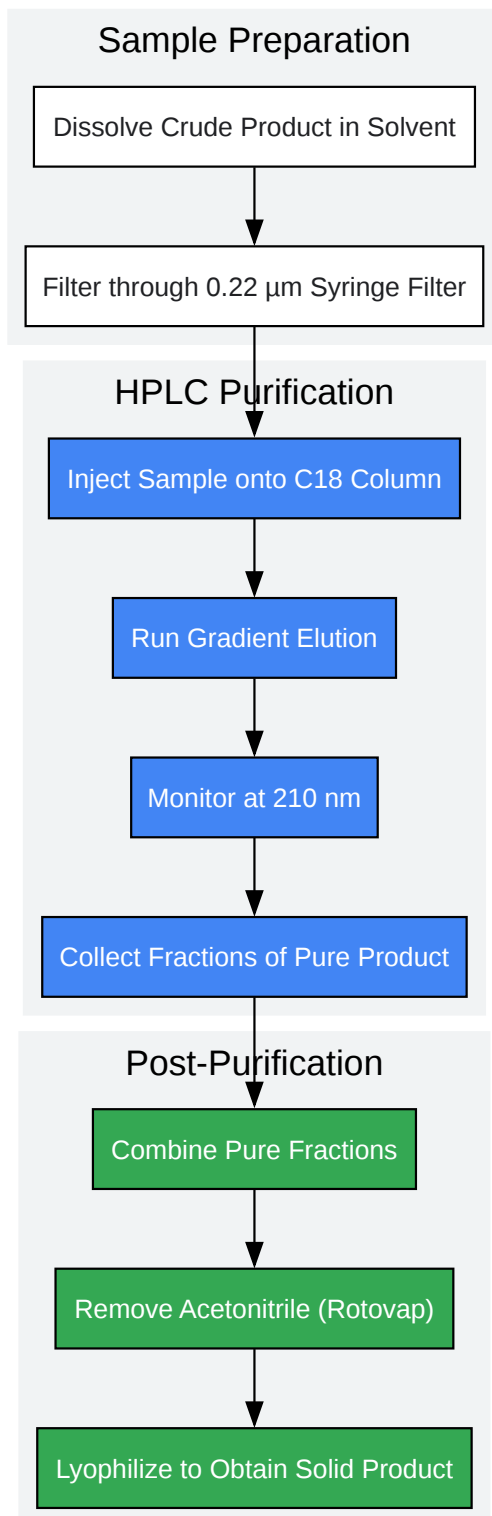 Sample Preparation
Dissolve Crude Product in Solvent
Filter through 0.22 µm Syringe Filter
HPLC Purification
Inject Sample onto C18 Column
Run Gradient Elution
Monitor at 210 nm
Collect Fractions of Pure Product
Post-Purification
Combine Pure Fractions
Remove Acetonitrile (Rotovap)
Lyophilize to Obtain Solid Product